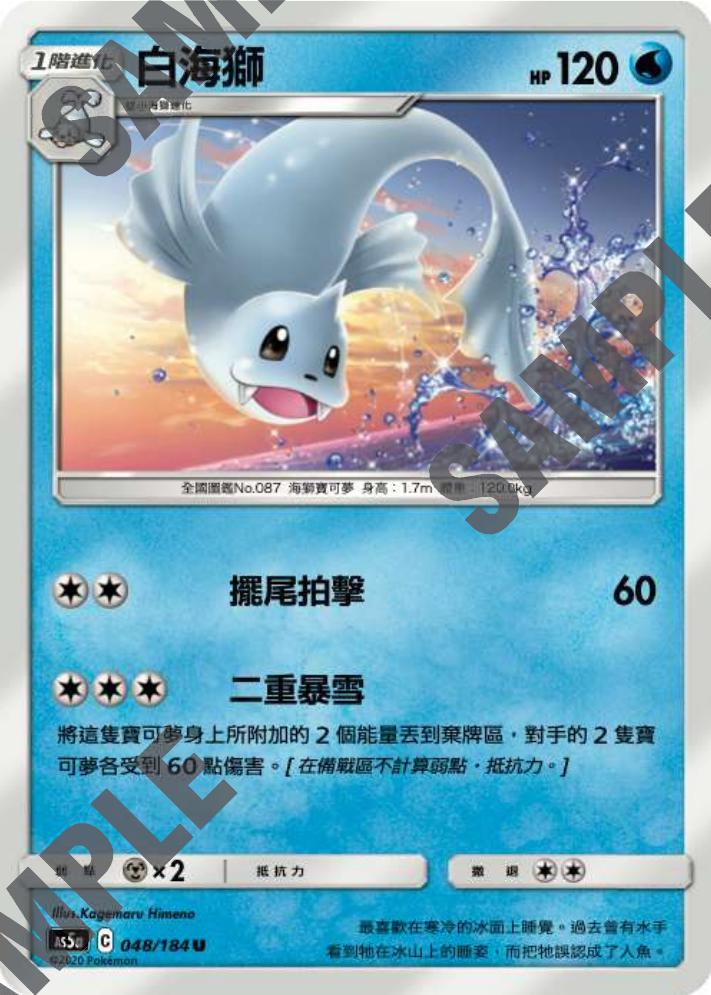 SAMPLE
1階進化
白海獅
HP 120
從小海獅進化
全國圖鑑No.087 海獅寶可夢 身高：1.7m 體重：120.0kg
SAMPLE
擺尾拍擊 60
二重暴雪
將這隻寶可夢身上所附加的 2 個能量丟到棄牌區，對手的 2 隻寶
可夢各受到 60 點傷害。[在備戰區不計算弱點・抵抗力。]
SAMPLE
弱點 ×2 抵抗力 撤退
Illus.Kagemaru Himeno
C 048/184 U
©2020 Pokémon
最喜歡在寒冷的冰面上睡覺。過去曾有水手
看到牠在冰山上的睡姿，而把牠誤認成了人魚。